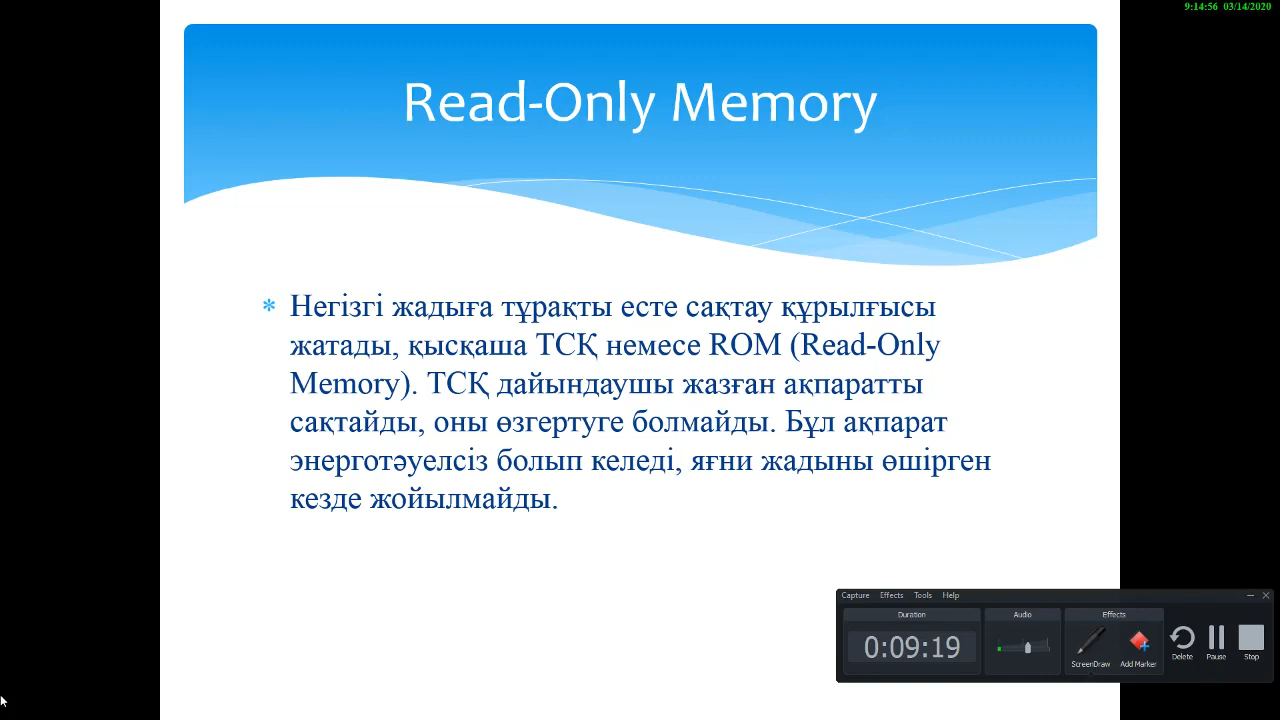 9:14:56 03/14/2020
Read-Only Memory
* Негізгі жадыға тұрақты есте сақтау құрылғысы
жатады, қысқаша ТСҚ немесе ROM (Read-Only
Memory). ТСҚ дайындаушы жазған ақпаратты
сақтайды, оны өзгертуге болмайды. Бұл ақпарат
энерготәуелсіз болып келеді, яғни жадыны өшірген
кезде жойылмайды.
Capture Effects Tools Help
Duration Audio Effects
0:09:19
ScreenDraw Add Marker Delete Pause Stop